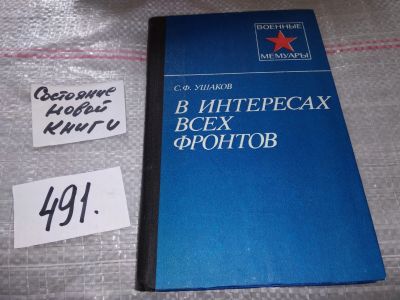 ВОЕННЫЕ
МЕМУАРЫ
С.Ф. УШАКОВ
В ИНТЕРЕСАХ
ВСЕХ
ФРОНТОВ
Состояние
новой
книги
491.